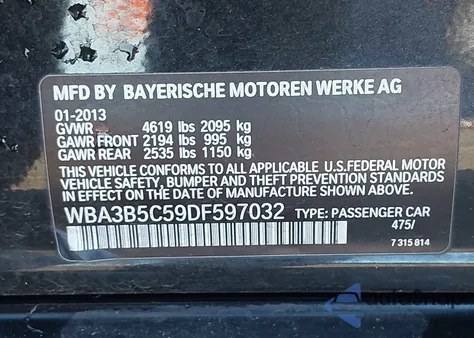 MFD BY BAYERISCHE MOTOREN WERKE AG
01-2013
GVWR 4619 lbs 2095 kg
GAWR FRONT 2194 lbs 995 kg
GAWR REAR 2535 lbs 1150 kg
THIS VEHICLE CONFORMS TO ALL APPLICABLE U.S.FEDERAL MOTOR
VEHICLE SAFETY, BUMPER AND THEFT PREVENTION STANDARDS
IN EFFECT ON THE DATE OF MANUFACTURE SHOWN ABOVE.
WBA3B5C59DF597032 TYPE: PASSENGER CAR
475/
7 315 814